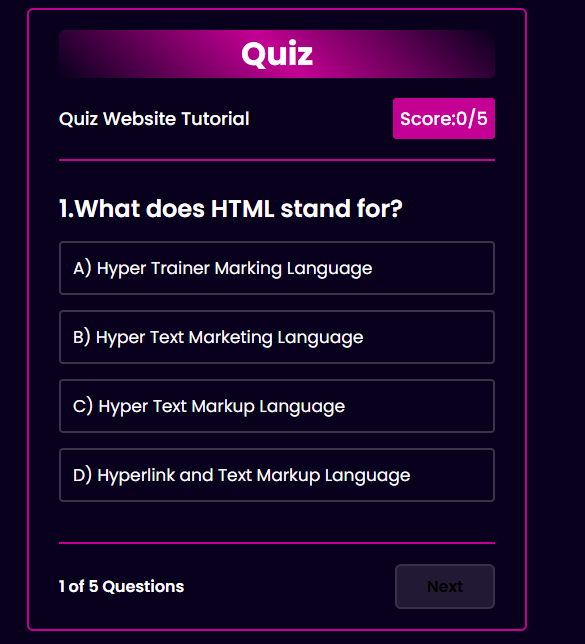 Quiz
Quiz Website Tutorial
Score:0/5
1.What does HTML stand for?
A) Hyper Trainer Marking Language
B) Hyper Text Marketing Language
C) Hyper Text Markup Language
D) Hyperlink and Text Markup Language
1 of 5 Questions
Next